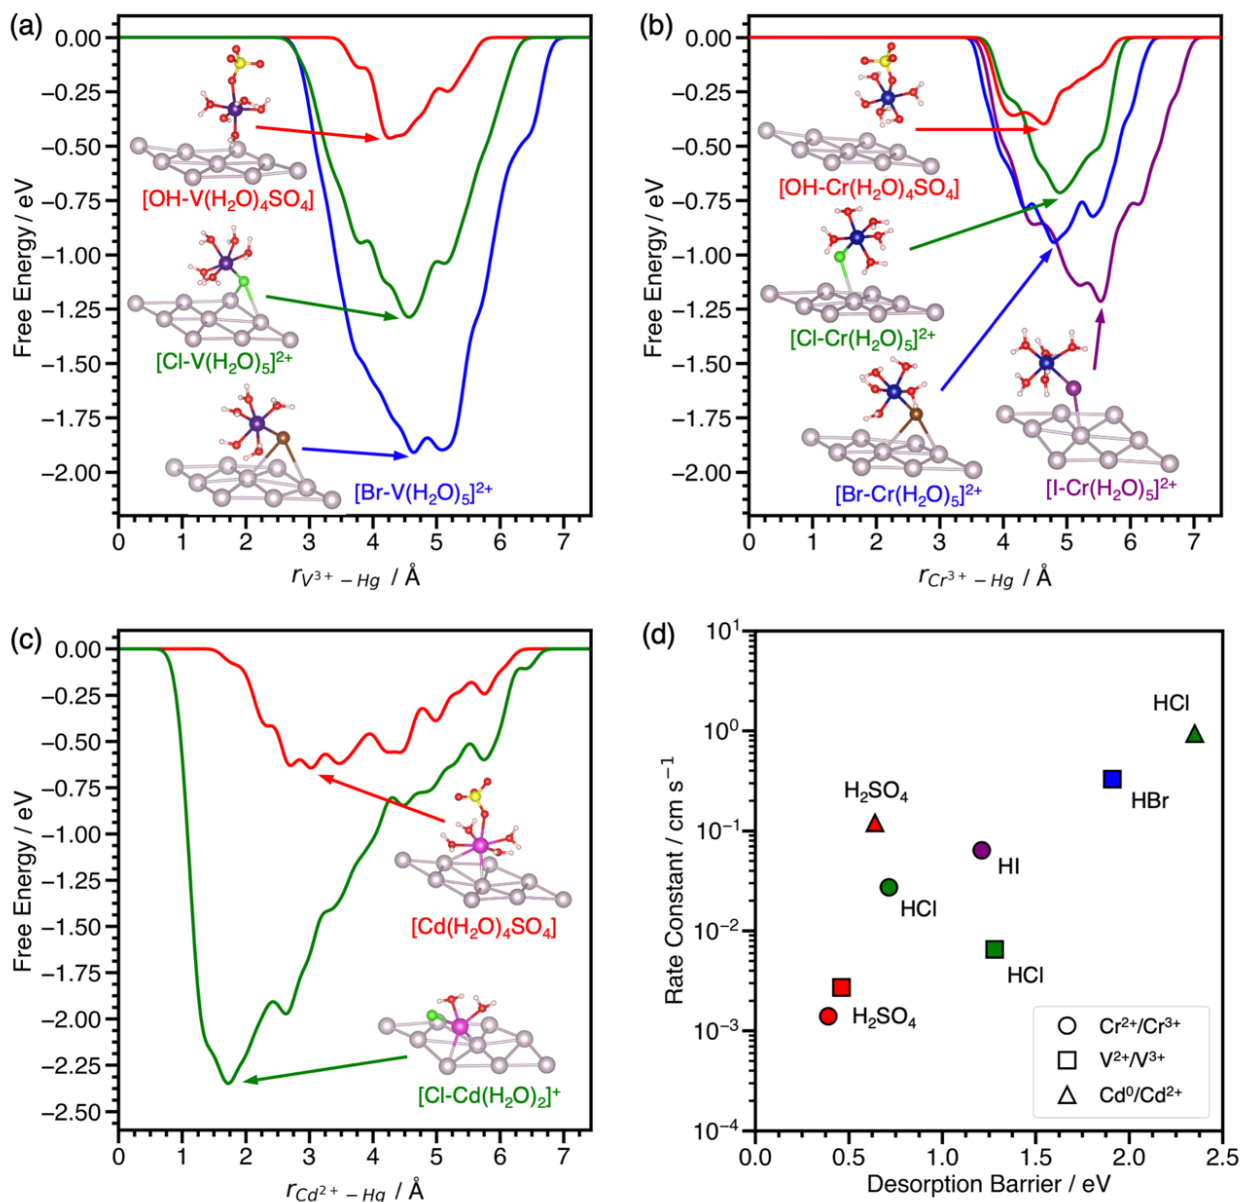 (a)
Free Energy / eV
0.00
−0.25
−0.50
−0.75
−1.00
−1.25
−1.50
−1.75
−2.00
[OH-V(H₂O)₄SO₄]
[Cl-V(H₂O)₅]²⁺
[Br-V(H₂O)₅]²⁺
0 1 2 3 4 5 6 7
r_V³⁺ − Hg / Å
(b)
Free Energy / eV
0.00
−0.25
−0.50
−0.75
−1.00
−1.25
−1.50
−1.75
−2.00
[OH-Cr(H₂O)₄SO₄]
[Cl-Cr(H₂O)₅]²⁺
[Br-Cr(H₂O)₅]²⁺
[I-Cr(H₂O)₅]²⁺
0 1 2 3 4 5 6 7
r_Cr³⁺ − Hg / Å
(c)
Free Energy / eV
0.00
−0.25
−0.50
−0.75
−1.00
−1.25
−1.50
−1.75
−2.00
−2.25
−2.50
[Cd(H₂O)₄SO₄]
[Cl-Cd(H₂O)₂]⁺
0 1 2 3 4 5 6 7
r_Cd²⁺ − Hg / Å
(d)
Rate Constant / cm s⁻¹
10¹
10⁰
10⁻¹
10⁻²
10⁻³
10⁻⁴
HCl
HBr
H₂SO₄
HI
HCl
HCl
H₂SO₄
Cr²⁺/Cr³⁺
V²⁺/V³⁺
Cd⁰/Cd²⁺
0.0 0.5 1.0 1.5 2.0 2.5
Desorption Barrier / eV